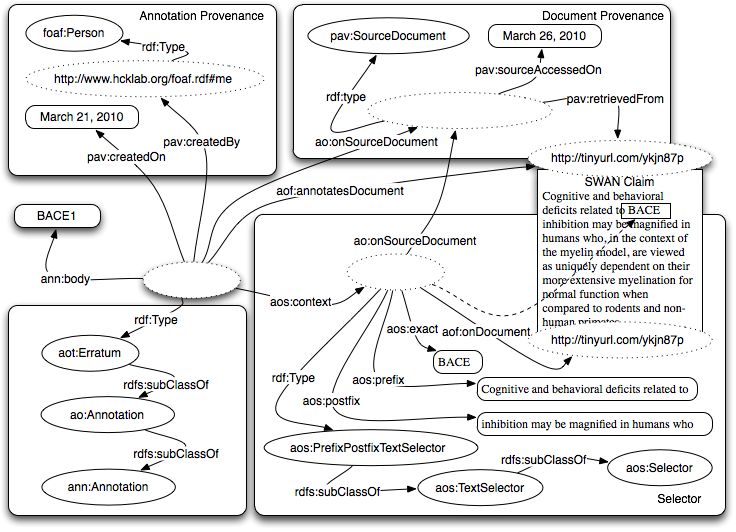 Annotation Provenance
foaf:Person
rdf:Type
http://www.hcklab.org/foaf.rdf#me
March 21, 2010
pav:createdOn
pav:createdBy
Document Provenance
pav:SourceDocument
March 26, 2010
pav:sourceAccessedOn
rdf:type
pav:retrievedFrom
ao:onSourceDocument
http://tinyurl.com/ykjn87p
aof:annotatesDocument
SWAN Claim
Cognitive and behavioral
deficits related to BACE
inhibition may be magnified in
humans who, in the context of
the myelin model, are viewed
as uniquely dependent on their
more extensive myelination for
normal function when
compared to rodents and non-
human primates
http://tinyurl.com/ykjn87p
BACE1
ann:body
ao:onSourceDocument
aos:context
rdf:Type
aot:Erratum
rdfs:subClassOf
ao:Annotation
rdfs:subClassOf
ann:Annotation
aos:exact
aof:onDocument
BACE
rdf:Type
aos:prefix
Cognitive and behavioral deficits related to
aos:postfix
inhibition may be magnified in humans who
aos:PrefixPostfixTextSelector
rdfs:subClassOf
aos:TextSelector
rdfs:subClassOf
aos:Selector
Selector